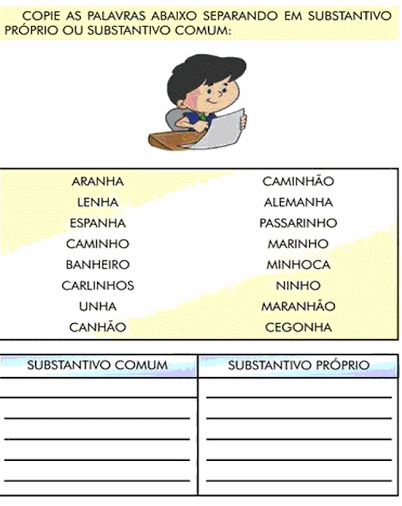 COPIE AS PALAVRAS ABAIXO SEPARANDO EM SUBSTANTIVO
PRÓPRIO OU SUBSTANTIVO COMUM:
ARANHA CAMINHÃO
LENHA ALEMANHA
ESPANHA PASSARINHO
CAMINHO MARINHO
BANHEIRO MINHOCA
CARLINHOS NINHO
UNHA MARANHÃO
CANHÃO CEGONHA
SUBSTANTIVO COMUM SUBSTANTIVO PRÓPRIO